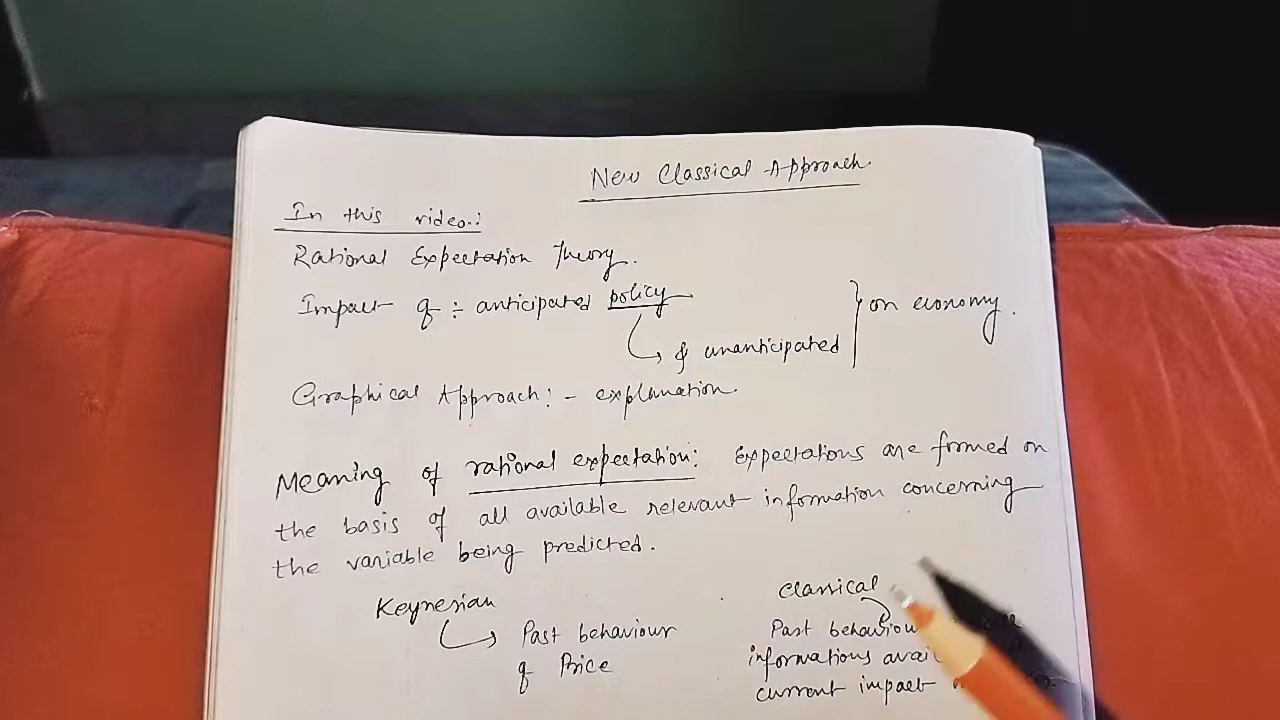 New Classical Approach.
In this video:
Rational Expectation Theory.
Impact of : anticipated policy
& unanticipated } on economy.
Graphical Approach: - explanation.
Meaning of rational expectation: Expectations are formed on
the basis of all available relevant information concerning
the variable being predicted.
Keynesian
Past behaviour
of Price
Classical
Past
informations
current impact